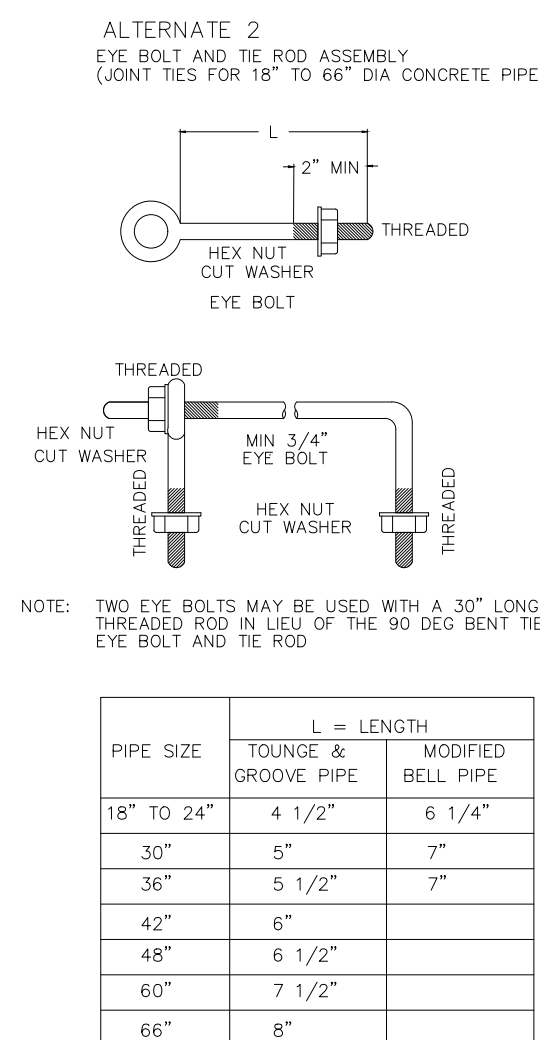 ALTERNATE 2
EYE BOLT AND TIE ROD ASSEMBLY
(JOINT TIES FOR 18" TO 66" DIA CONCRETE PIPE
L
2" MIN
THREADED
HEX NUT
CUT WASHER
EYE BOLT
THREADED
HEX NUT
CUT WASHER
MIN 3/4"
EYE BOLT
THREADED
HEX NUT
CUT WASHER
THREADED
NOTE: TWO EYE BOLTS MAY BE USED WITH A 30" LONG
THREADED ROD IN LIEU OF THE 90 DEG BENT TIE
EYE BOLT AND TIE ROD
L = LENGTH
PIPE SIZE TOUNGE & MODIFIED
GROOVE PIPE BELL PIPE
18" TO 24" 4 1/2" 6 1/4"
30" 5" 7"
36" 5 1/2" 7"
42" 6"
48" 6 1/2"
60" 7 1/2"
66" 8"